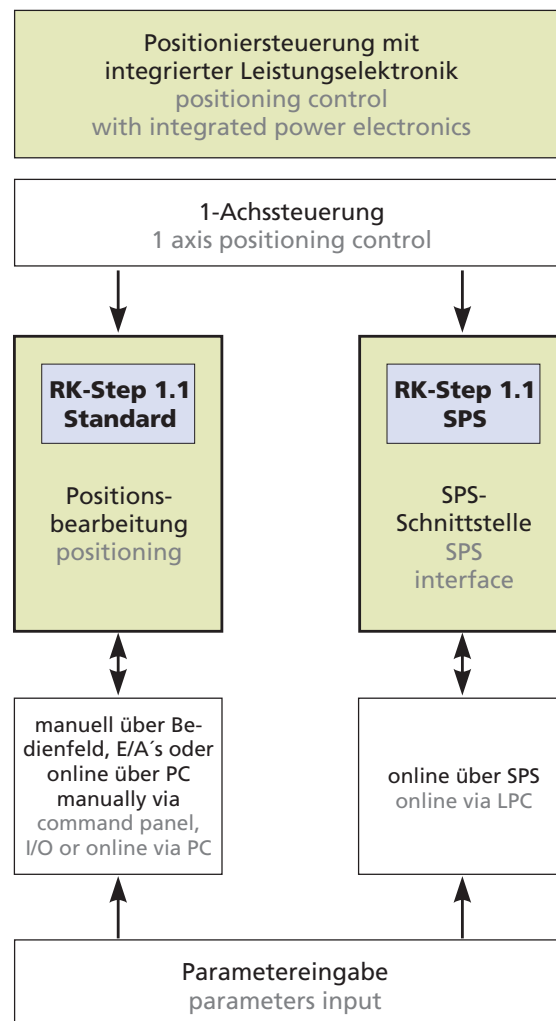 Positioniersteuerung mit
integrierter Leistungselektronik
positioning control
with integrated power electronics
1-Achssteuerung
1 axis positioning control
RK-Step 1.1
Standard
Positions-
bearbeitung
positioning
RK-Step 1.1
SPS
SPS-
Schnittstelle
SPS
interface
manuell über Be-
dienfeld, E/A´s oder
online über PC
manually via
command panel,
I/O or online via PC
online über SPS
online via LPC
Parametereingabe
parameters input